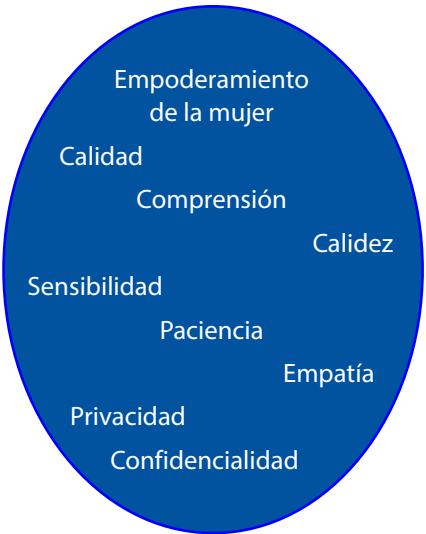 Empoderamiento
de la mujer
Calidad
Comprensión
Calidez
Sensibilidad
Paciencia
Empatía
Privacidad
Confidencialidad